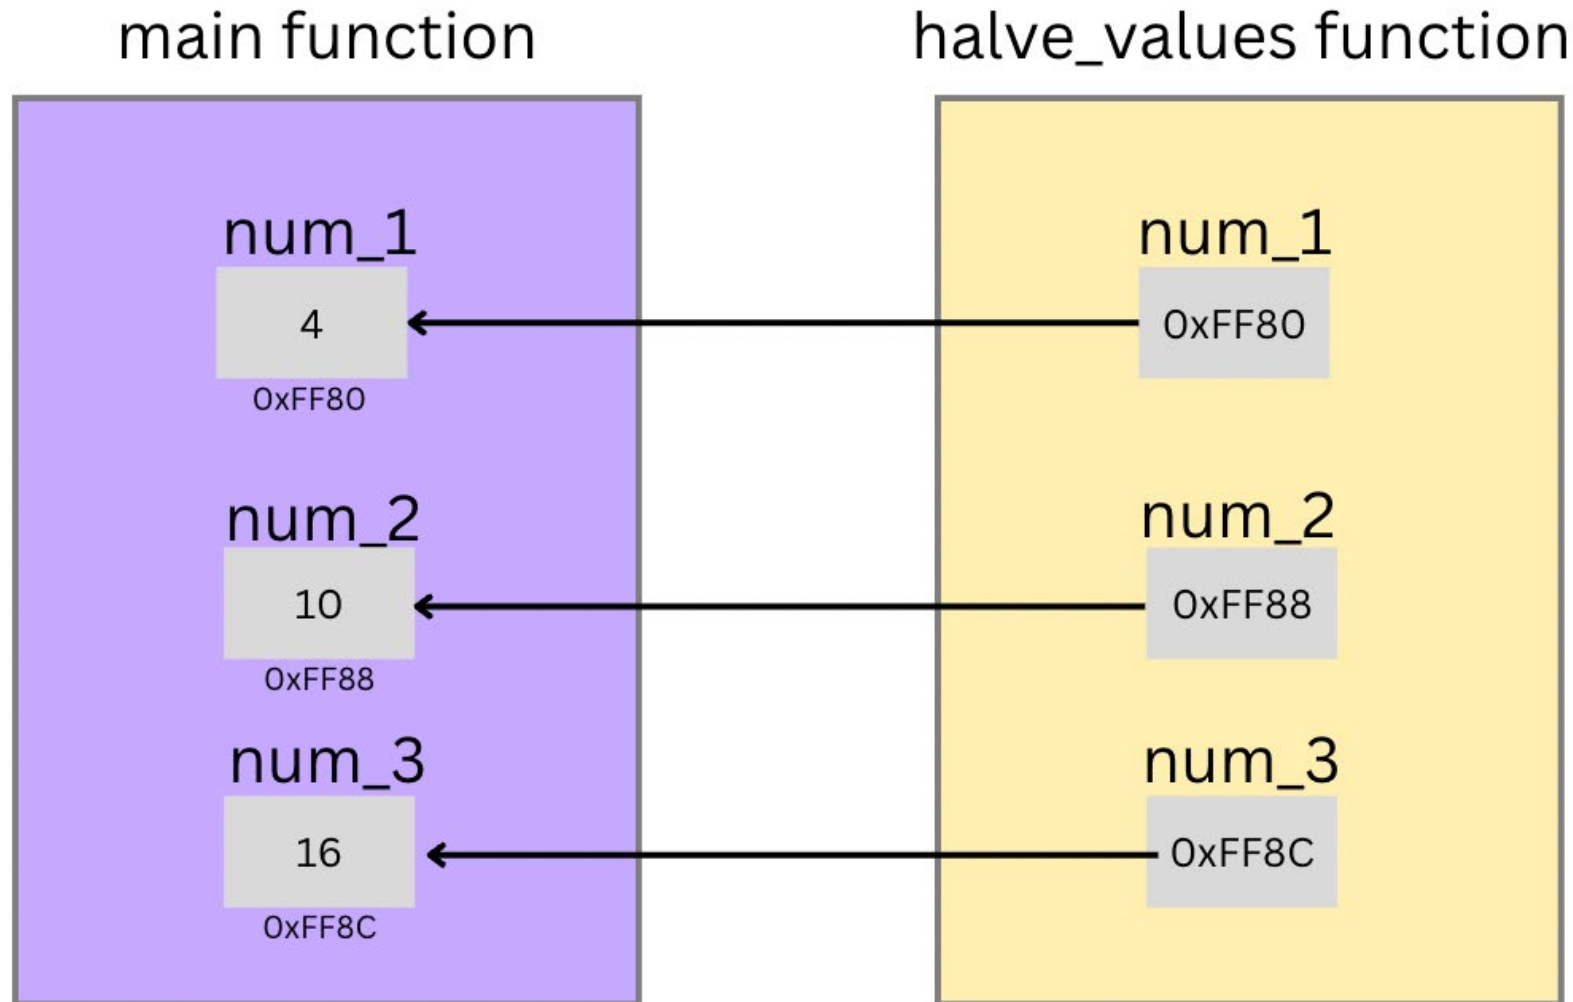 main function
halve_values function
num_1
4
0xFF80
num_2
10
0xFF88
num_3
16
0xFF8C
num_1
0xFF80
num_2
0xFF88
num_3
0xFF8C